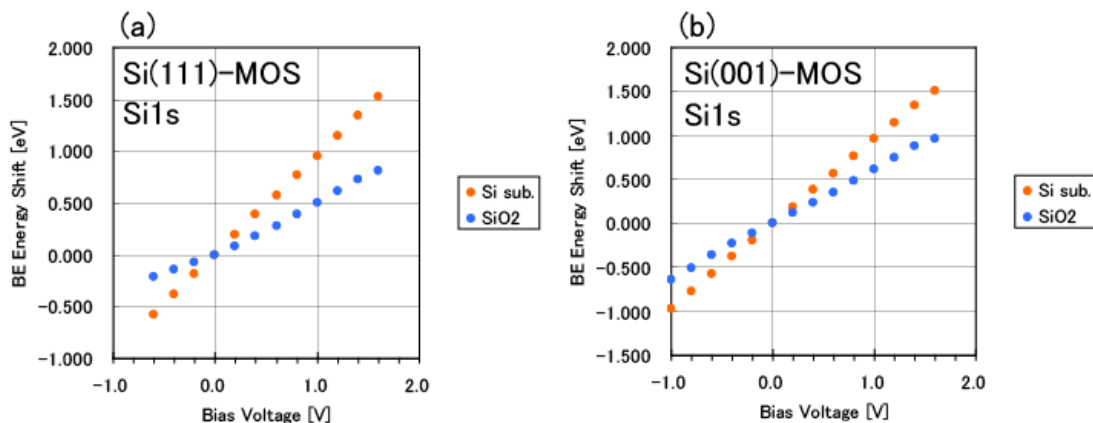 (a)
2.000
1.500
1.000
0.500
0.000
-0.500
-1.000
BE Energy Shift [eV]
Si(111)-MOS
Si1s
-1.0
0.0
1.0
2.0
Bias Voltage [V]
Si sub.
SiO2
(b)
2.000
1.500
1.000
0.500
0.000
-0.500
-1.000
-1.500
BE Energy Shift [eV]
Si(001)-MOS
Si1s
-1.0
0.0
1.0
2.0
Bias Voltage [V]
Si sub.
SiO2